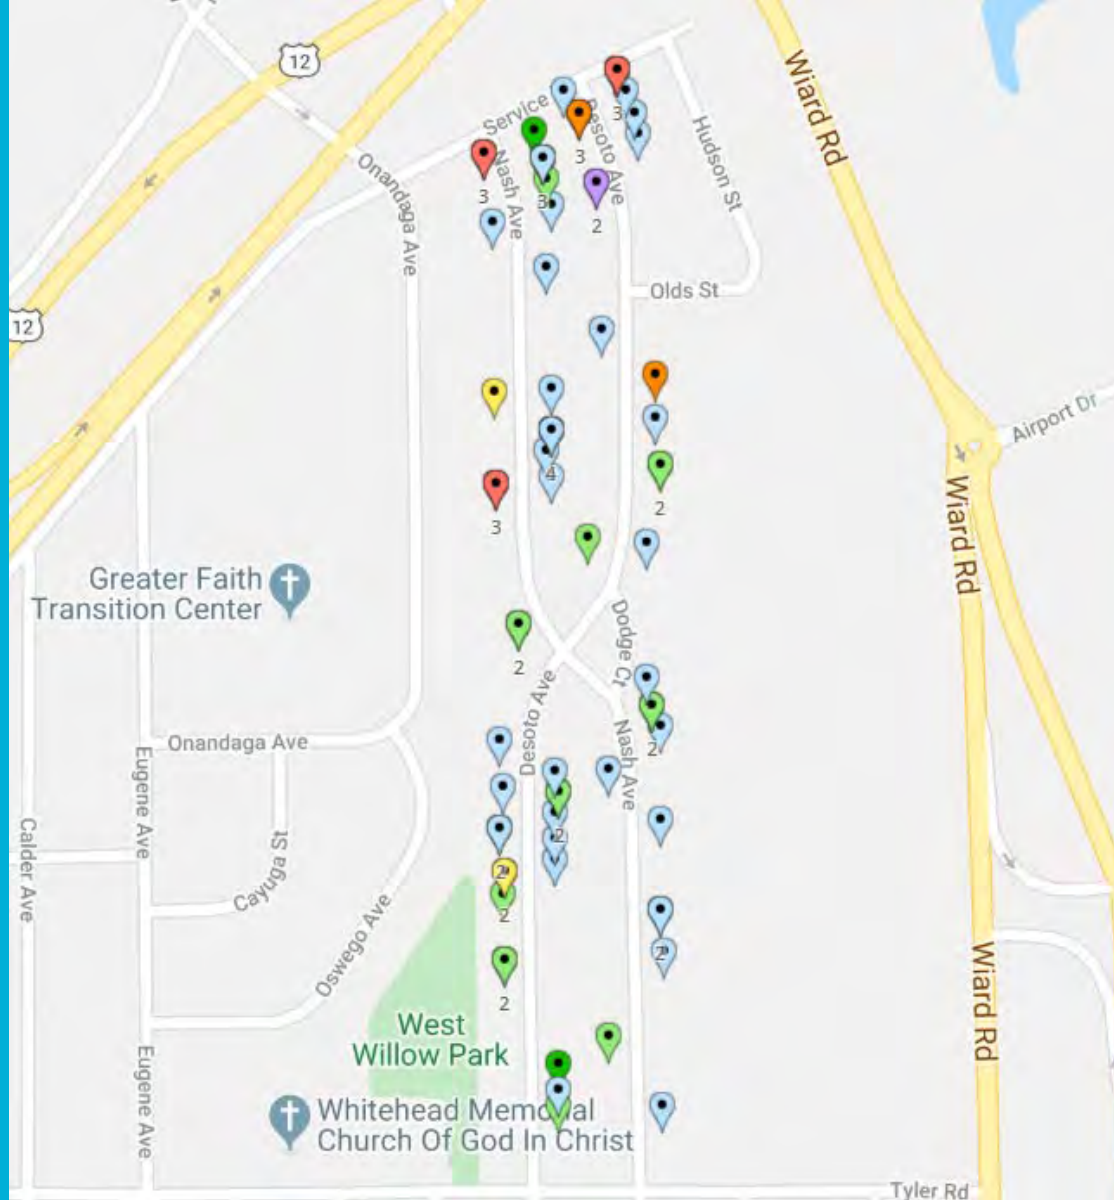 12
Service
Desoto Ave
3
Wiard Rd
Hudson St
3
Onandaga Ave
3
Nash Ave
3
2
Olds St
12
Airport Dr
4
3
2
Wiard Rd
Greater Faith
Transition Center
Dodge Ct
2
Desoto Ave
2
Onandaga Ave
Nash Ave
Eugene Ave
Calder Ave
Cayuga St
2
2
2
Oswego Ave
2
2
Wiard Rd
West
Willow Park
Eugene Ave
Whitehead Memorial
Church Of God In Christ
Tyler Rd